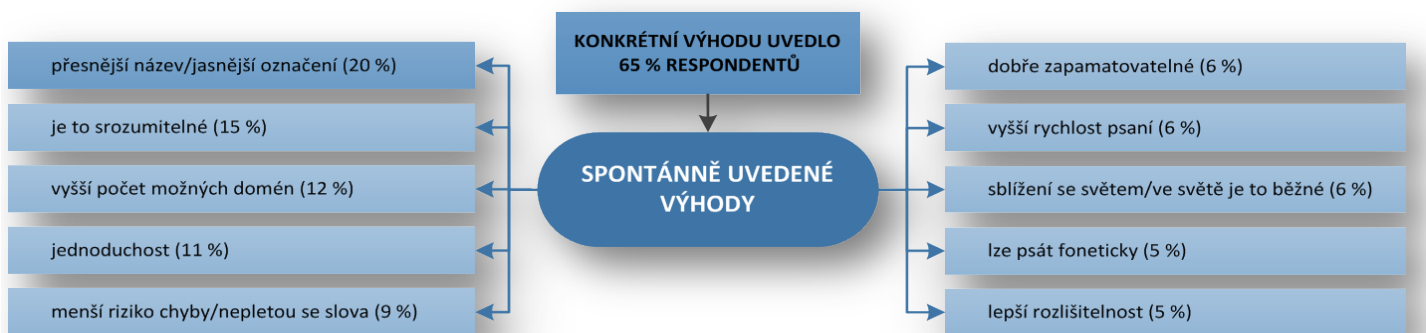 KONKRÉTNÍ VÝHODU UVEDLO
65 % RESPONDENTŮ
SPONTÁNNĚ UVEDENÉ
VÝHODY
přesnější název/jasnější označení (20 %)
je to srozumitelné (15 %)
vyšší počet možných domén (12 %)
jednoduchost (11 %)
menší riziko chyby/nepletou se slova (9 %)
dobře zapamatovatelné (6 %)
vyšší rychlost psaní (6 %)
sblížení se světem/ve světě je to běžné (6 %)
lze psát foneticky (5 %)
lepší rozlišitelnost (5 %)